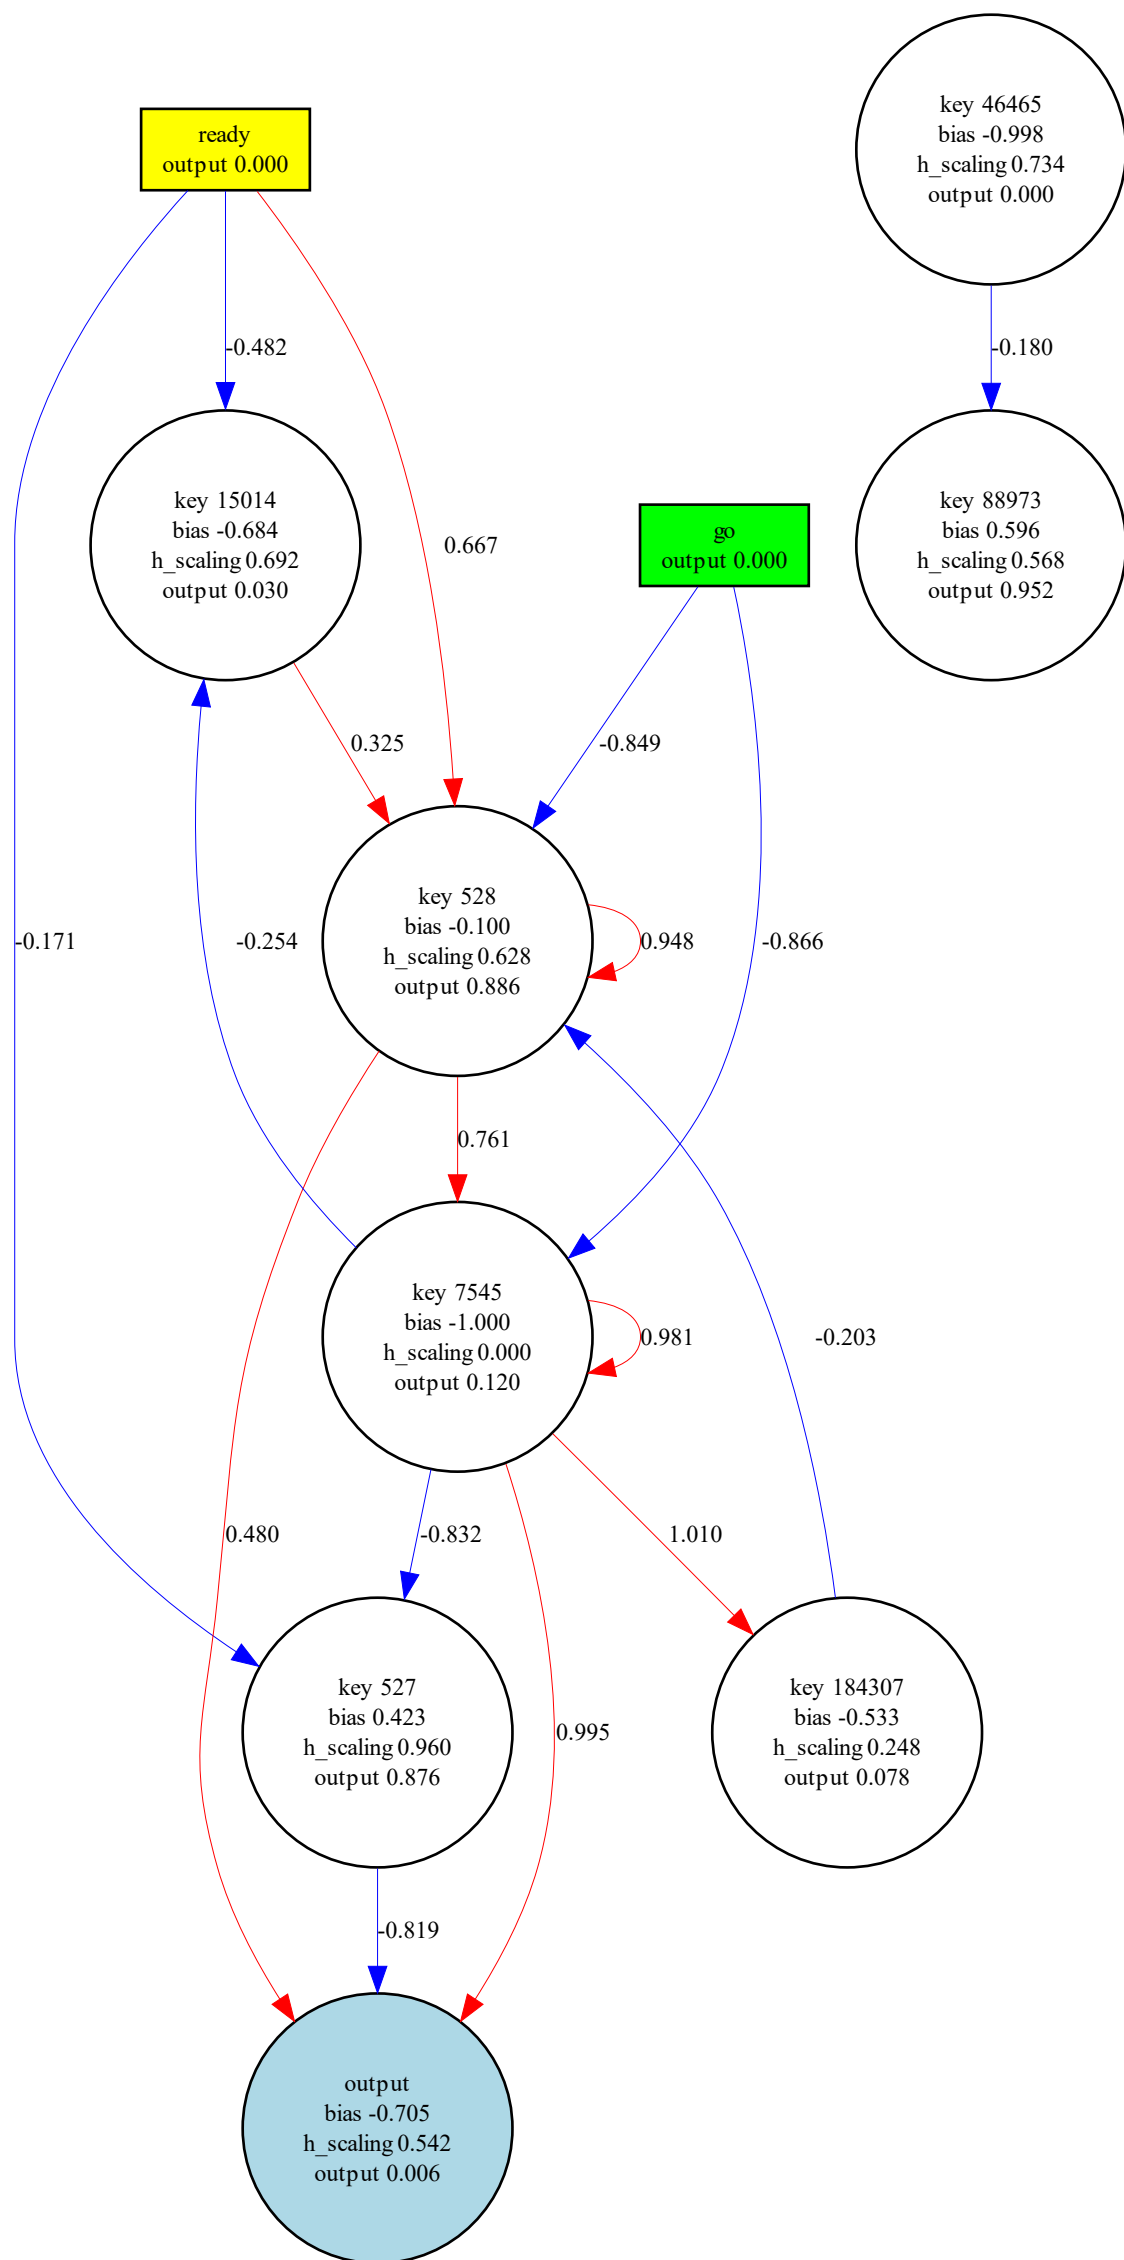 key 46465
bias -0.998
h_scaling 0.734
output 0.000
ready
output 0.000
-0.482
-0.180
key 15014
bias -0.684
h_scaling 0.692
output 0.030
0.667
go
output 0.000
key 88973
bias 0.596
h_scaling 0.568
output 0.952
0.325
-0.849
-0.171
-0.254
key 528
bias -0.100
h_scaling 0.628
output 0.886
0.948
-0.866
0.761
key 7545
bias -1.000
h_scaling 0.000
output 0.120
0.981
-0.203
0.480
-0.832
1.010
key 527
bias 0.423
h_scaling 0.960
output 0.876
0.995
key 184307
bias -0.533
h_scaling 0.248
output 0.078
-0.819
output
bias -0.705
h_scaling 0.542
output 0.006